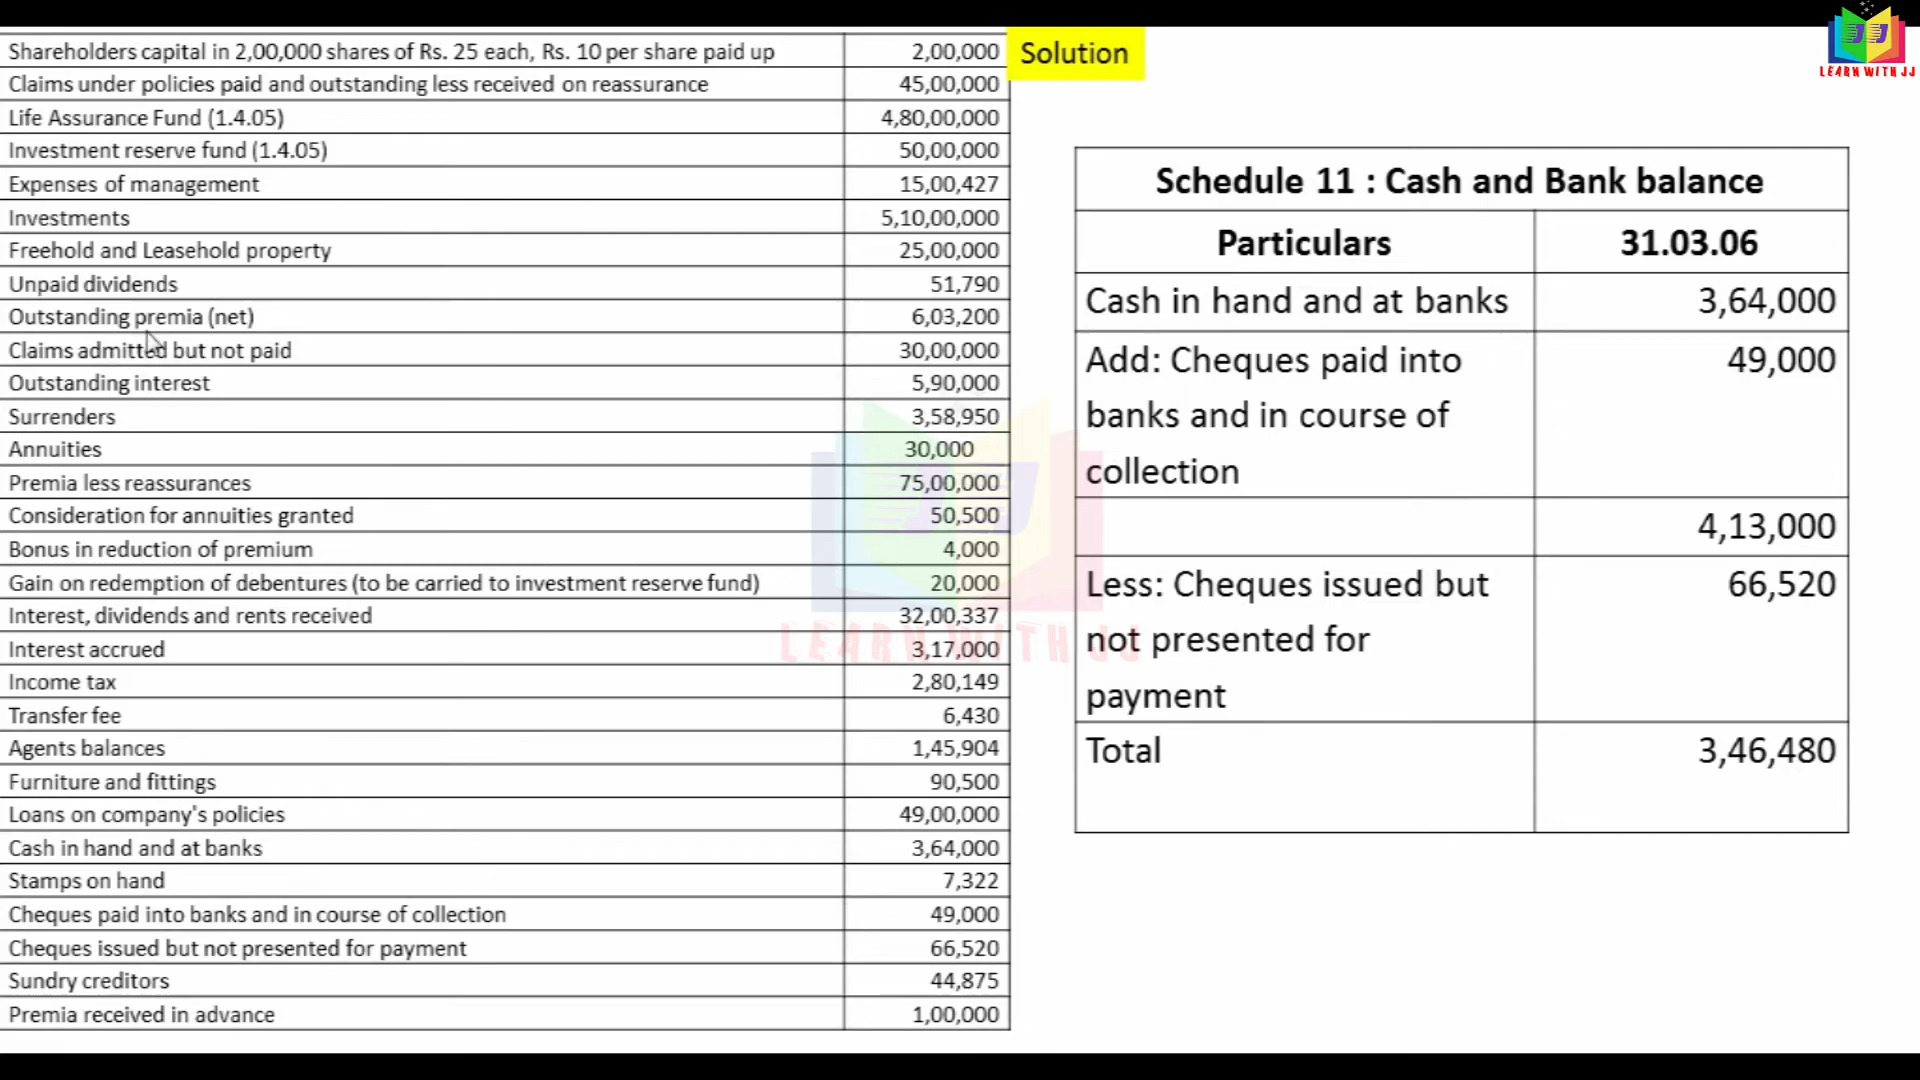 Shareholders capital in 2,00,000 shares of Rs. 25 each, Rs. 10 per share paid up 2,00,000
Claims under policies paid and outstanding less received on reassurance 45,00,000
Life Assurance Fund (1.4.05) 4,80,00,000
Investment reserve fund (1.4.05) 50,00,000
Expenses of management 15,00,427
Investments 5,10,00,000
Freehold and Leasehold property 25,00,000
Unpaid dividends 51,790
Outstanding premia (net) 6,03,200
Claims admitted but not paid 30,00,000
Outstanding interest 5,90,000
Surrenders 3,58,950
Annuities 30,000
Premia less reassurances 75,00,000
Consideration for annuities granted 50,500
Bonus in reduction of premium 4,000
Gain on redemption of debentures (to be carried to investment reserve fund) 20,000
Interest, dividends and rents received 32,00,337
Interest accrued 3,17,000
Income tax 2,80,149
Transfer fee 6,430
Agents balances 1,45,904
Furniture and fittings 90,500
Loans on company's policies 49,00,000
Cash in hand and at banks 3,64,000
Stamps on hand 7,322
Cheques paid into banks and in course of collection 49,000
Cheques issued but not presented for payment 66,520
Sundry creditors 44,875
Premia received in advance 1,00,000
Solution
Schedule 11 : Cash and Bank balance
Particulars 31.03.06
Cash in hand and at banks 3,64,000
Add: Cheques paid into 49,000
banks and in course of
collection
4,13,000
Less: Cheques issued but 66,520
not presented for
payment
Total 3,46,480
JJ
LEARN WITH JJ
JJ
LEARN WITH JJ